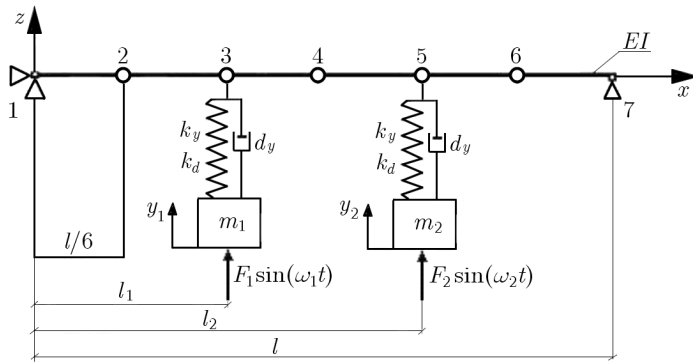 z
EI
2 3 4 5 6
x
1 7
k_y d_y k_y d_y
k_d k_d
y_1 m_1 y_2 m_2
l/6
F_1 sin(ω_1 t) F_2 sin(ω_2 t)
l_1
l_2
l